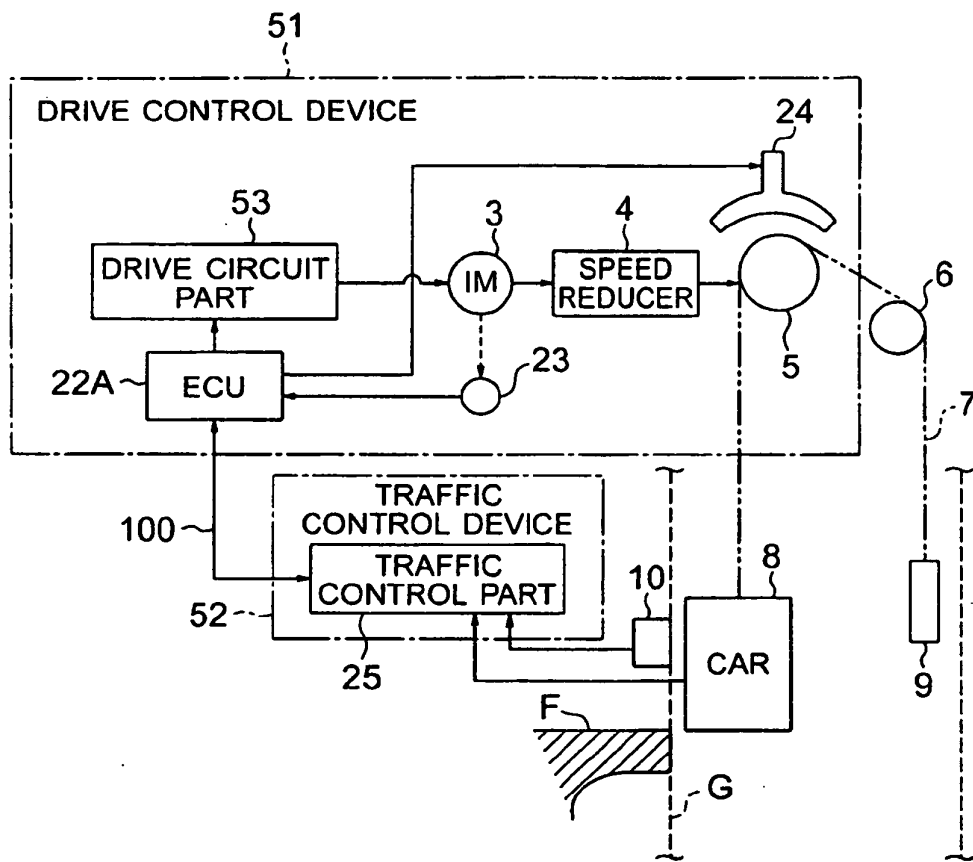 51
DRIVE CONTROL DEVICE
24
53
3
4
DRIVE CIRCUIT
PART
IM
SPEED
REDUCER
6
5
22A
ECU
23
7
100
TRAFFIC
CONTROL DEVICE
TRAFFIC
CONTROL PART
10
8
52
25
CAR
9
F
G